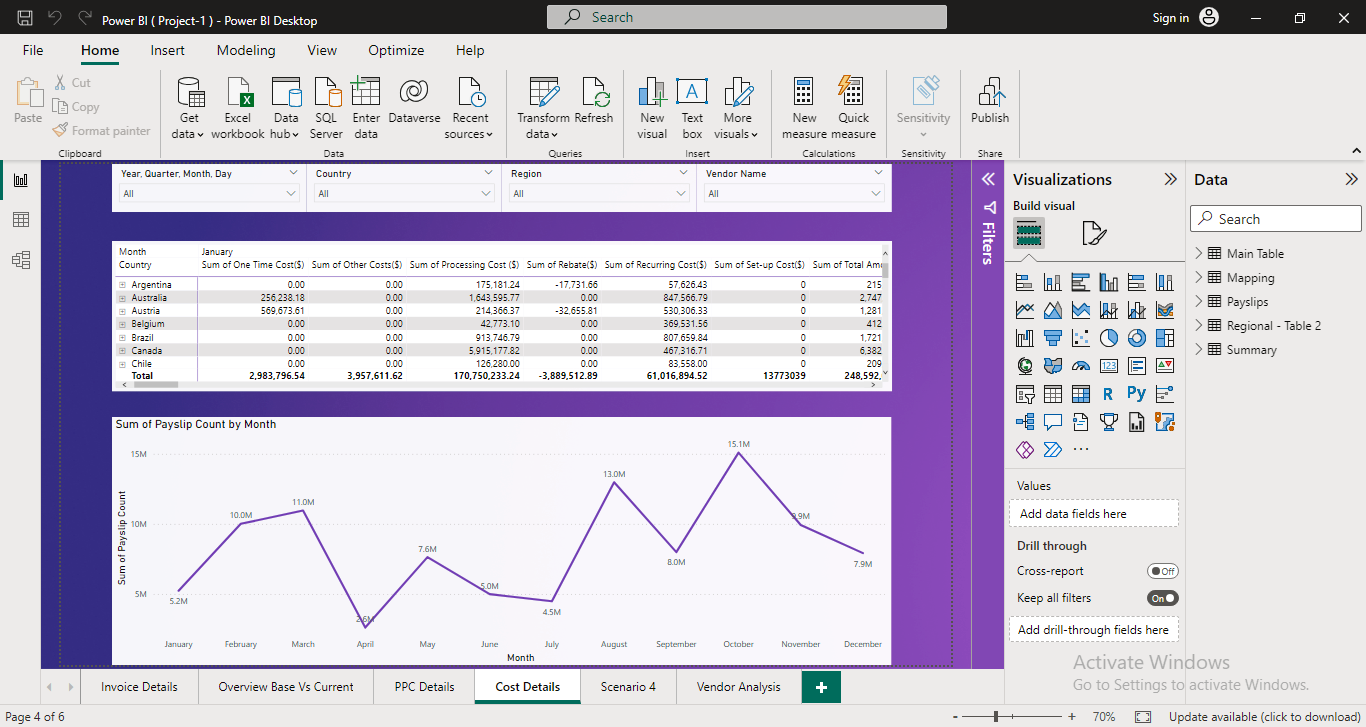 Power BI ( Project-1 ) - Power BI Desktop
Search
Sign in
File Home Insert Modeling View Optimize Help
Paste
Cut
Copy
Format painter
Clipboard
Get data
Excel workbook
Data hub
SQL Server
Enter data
Dataverse
Recent sources
Data
Transform data
Refresh
Queries
New visual
Text box
More visuals
Insert
New measure
Quick measure
Calculations
Sensitivity
Sensitivity
Publish
Share
Year, Quarter, Month, Day
All
Country
All
Region
All
Vendor Name
All
Month January
Country Sum of One Time Cost($) Sum of Other Costs($) Sum of Processing Cost ($) Sum of Rebate($) Sum of Recurring Cost($) Sum of Set-up Cost($) Sum of Total Am
Argentina 0.00 0.00 175,181.24 -17,731.66 57,626.43 0 215
Australia 256,238.18 0.00 1,643,595.77 0.00 847,566.79 0 2,747
Austria 569,673.61 0.00 214,366.37 -32,655.81 530,306.33 0 1,281
Belgium 0.00 0.00 42,773.10 0.00 369,531.56 0 412
Brazil 0.00 0.00 913,746.79 0.00 807,659.84 0 1,721
Canada 0.00 0.00 5,915,177.82 0.00 467,316.71 0 6,382
Chile 0.00 0.00 126,280.00 0.00 83,558.00 0 209
Total 2,983,796.54 3,957,611.62 170,750,233.24 -3,889,512.89 61,016,894.52 13773039 248,592,
Sum of Payslip Count by Month
Sum of Payslip Count
15M
10M
5M
5.2M
10.0M
11.0M
2.6M
7.6M
5.0M
4.5M
13.0M
8.0M
15.1M
9.9M
7.9M
January February March April May June July August September October November December
Month
Filters
Visualizations
Build visual
123
R
Py
Values
Add data fields here
Drill through
Cross-report
Off
Keep all filters
On
Add drill-through fields here
Data
Search
Main Table
Mapping
Payslips
Regional - Table 2
Summary
Activate Windows
Go to Settings to activate Windows.
Invoice Details
Overview Base Vs Current
PPC Details
Cost Details
Scenario 4
Vendor Analysis
+
Page 4 of 6
- + 70%
Update available (click to download)